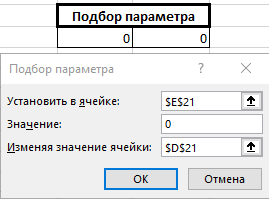 Подбор параметра
0 0
Подбор параметра ? ×
Установить в ячейке: $E$21
Значение: 0
Изменяя значение ячейки: $D$21
ОК Отмена